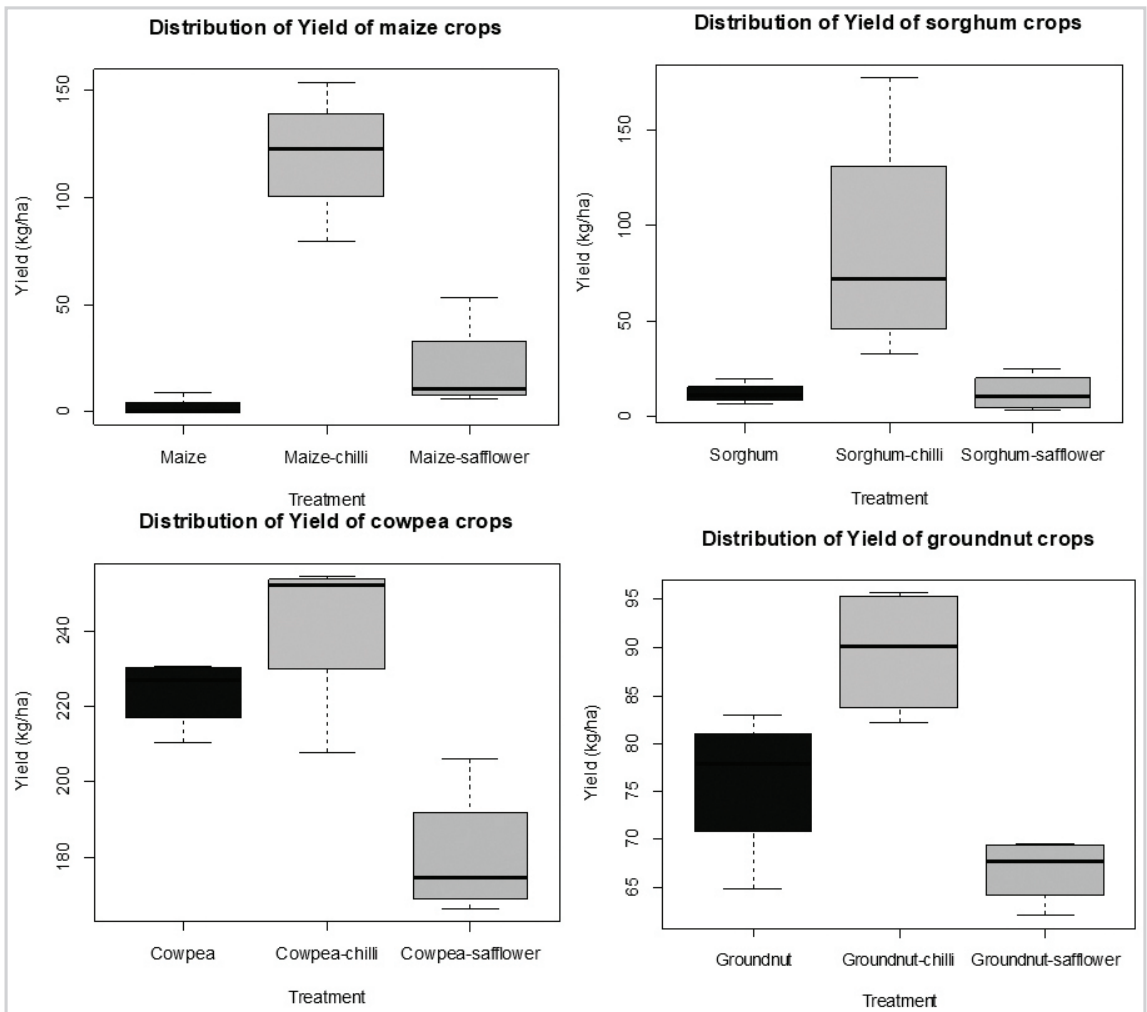 Distribution of Yield of maize crops
Yield (kg/ha)
150
100
50
0
Maize Maize-chilli Maize-safflower
Treatment
Distribution of Yield of sorghum crops
Yield (kg/ha)
150
100
50
0
Sorghum Sorghum-chilli Sorghum-safflower
Treatment
Distribution of Yield of cowpea crops
Yield (kg/ha)
240
220
200
180
Cowpea Cowpea-chilli Cowpea-safflower
Treatment
Distribution of Yield of groundnut crops
Yield (kg/ha)
95
90
85
80
75
70
65
Groundnut Groundnut-chilli Groundnut-safflower
Treatment